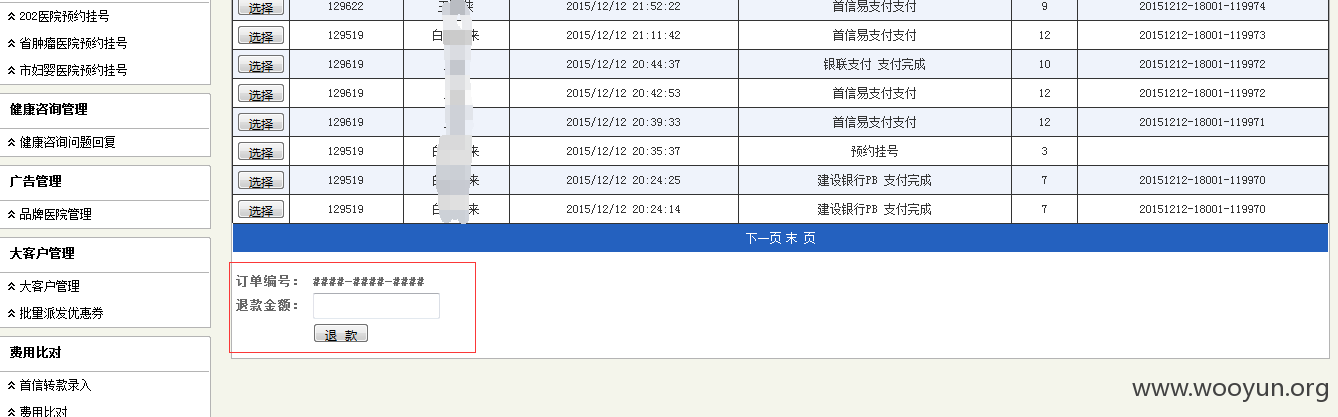 202医院预约挂号
省肿瘤医院预约挂号
市妇婴医院预约挂号
健康咨询管理
健康咨询问题回复
广告管理
品牌医院管理
大客户管理
大客户管理
批量派发优惠券
费用比对
首信转款录入
费用比对
选择 129622 2015/12/12 21:52:22 首信易支付支付 9 20151212-18001-119974
选择 129519 白 来 2015/12/12 21:11:42 首信易支付支付 12 20151212-18001-119973
选择 129619 2015/12/12 20:44:37 银联支付 支付完成 10 20151212-18001-119972
选择 129619 2015/12/12 20:42:53 首信易支付支付 12 20151212-18001-119972
选择 129619 2015/12/12 20:39:33 首信易支付支付 12 20151212-18001-119971
选择 129519 来 2015/12/12 20:35:37 预约挂号 3
选择 129519 来 2015/12/12 20:24:25 建设银行PB 支付完成 7 20151212-18001-119970
选择 129519 来 2015/12/12 20:24:14 建设银行PB 支付完成 7 20151212-18001-119970
下一页 末 页
订单编号： ####-####-####
退款金额：
退 款
www.wooyun.org